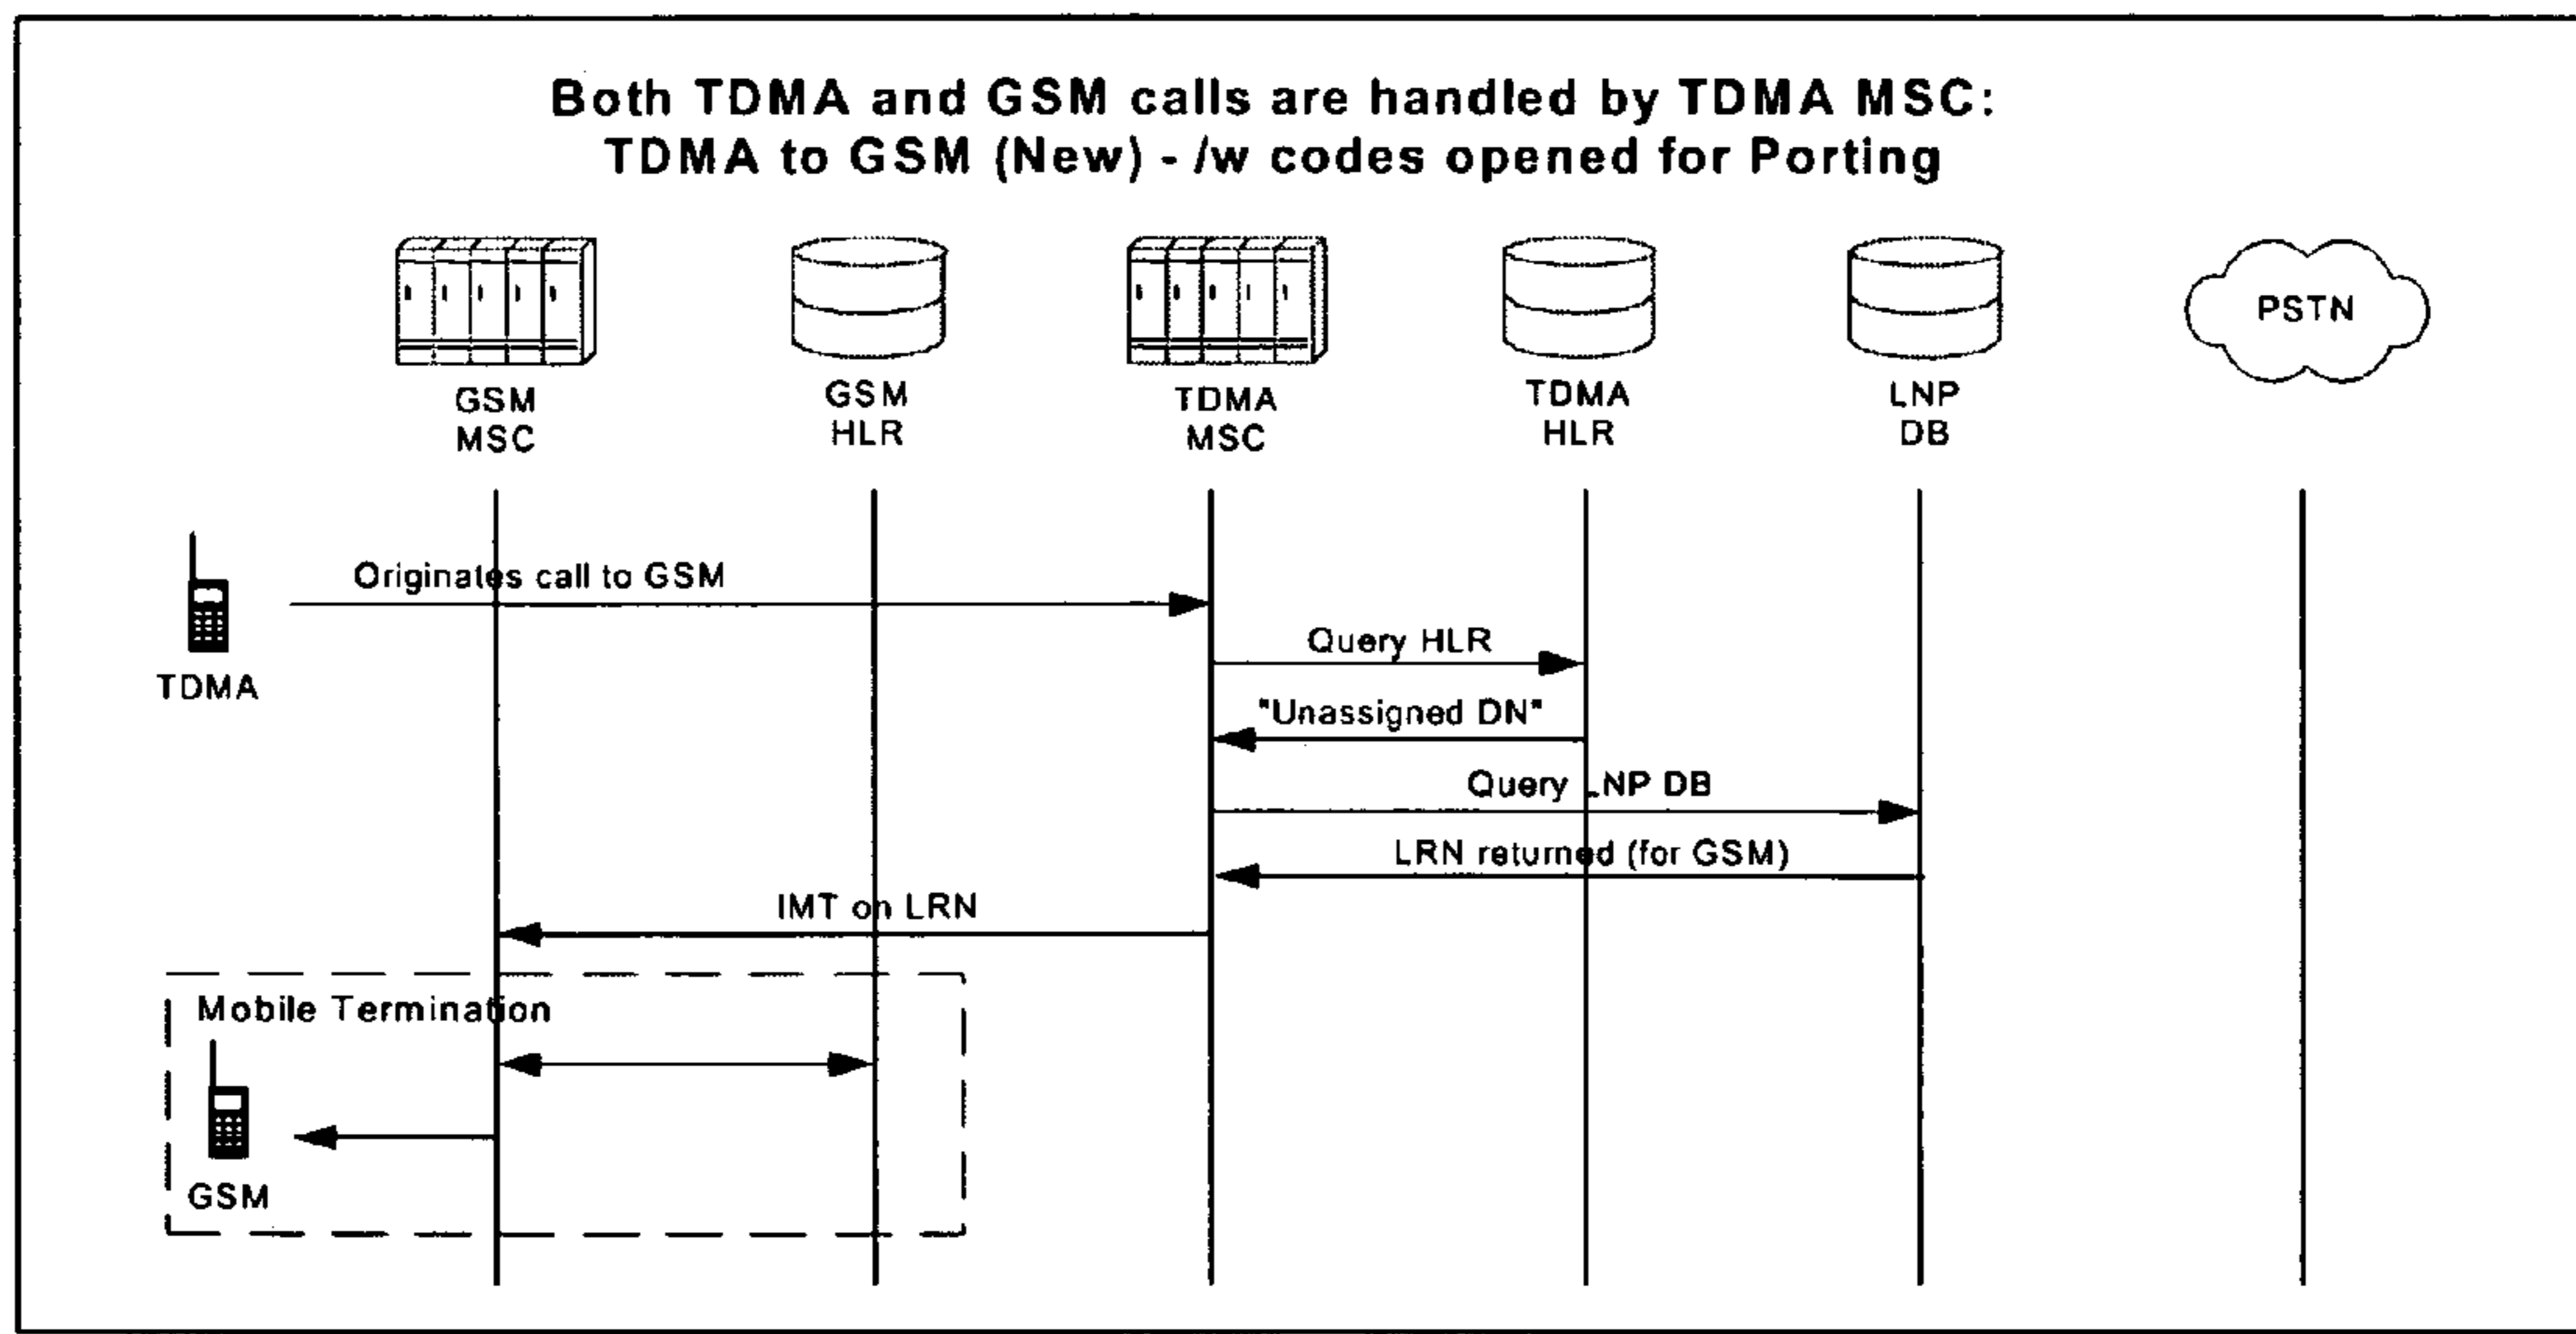 Both TDMA and GSM calls are handled by TDMA MSC:
TDMA to GSM (New) - /w codes opened for Porting
PSTN
GSM
MSC
GSM
HLR
TDMA
MSC
TDMA
HLR
LNP
DB
Originates call to GSM
TDMA
Query HLR
"Unassigned DN"
Query LNP DB
LRN returned (for GSM)
IMT on LRN
Mobile Termination
GSM